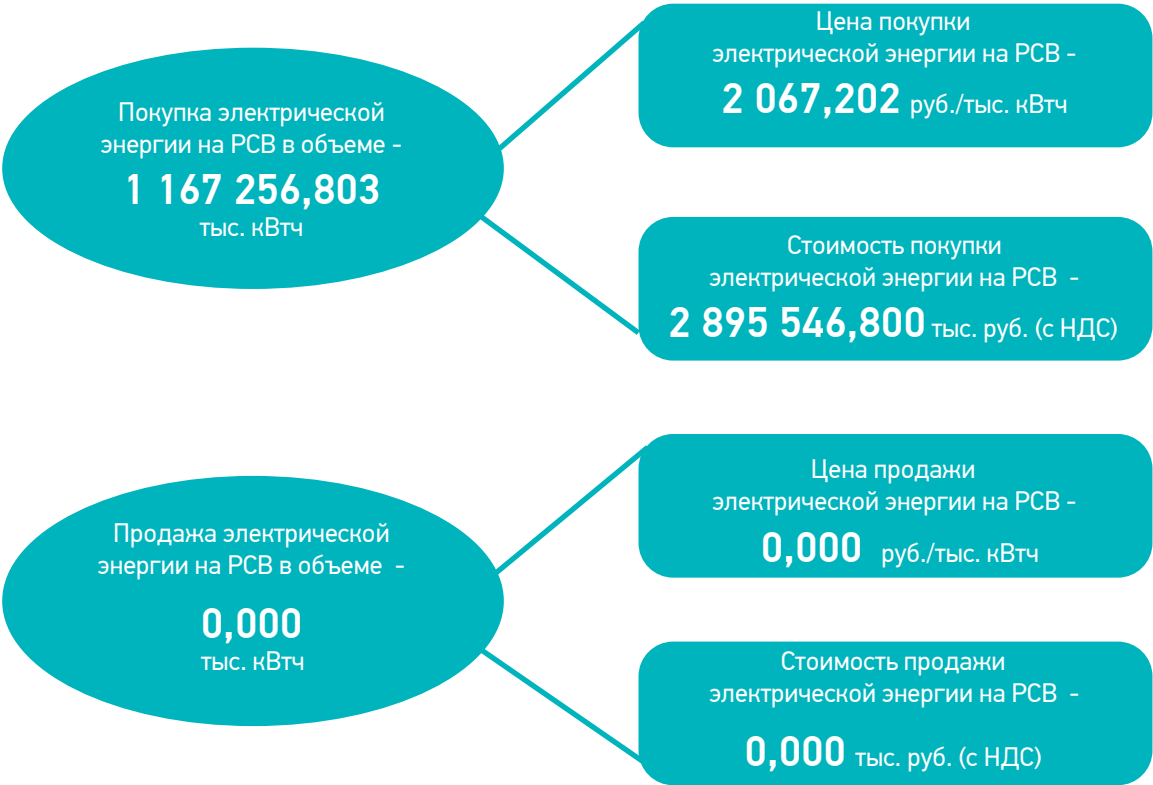 Покупка электрической
энергии на РСВ в объеме -
1 167 256,803
тыс. кВтч
Цена покупки
электрической энергии на РСВ -
2 067,202 руб./тыс. кВтч
Стоимость покупки
электрической энергии на РСВ -
2 895 546,800 тыс. руб. (с НДС)
Продажа электрической
энергии на РСВ в объеме -
0,000
тыс. кВтч
Цена продажи
электрической энергии на РСВ -
0,000 руб./тыс. кВтч
Стоимость продажи
электрической энергии на РСВ -
0,000 тыс. руб. (с НДС)